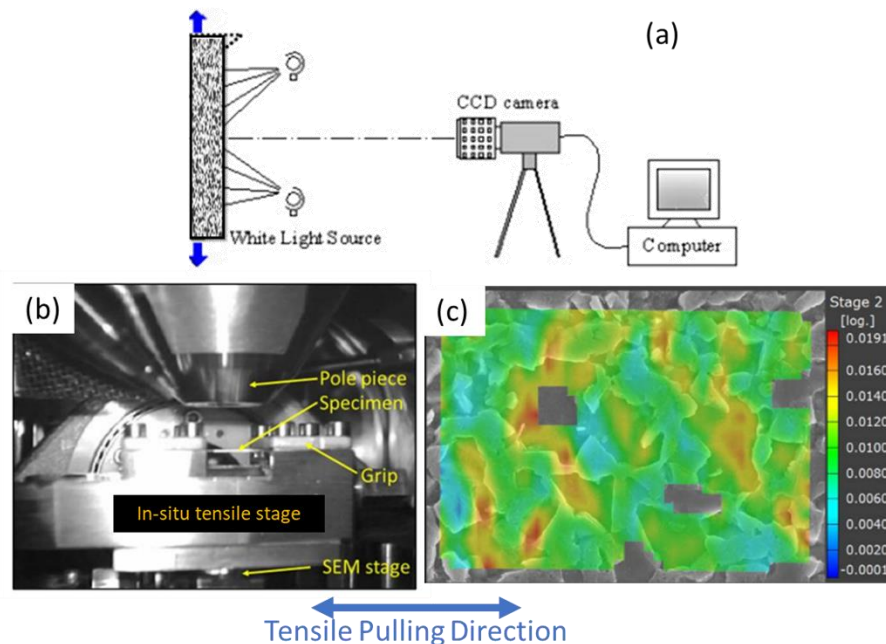 (a)
CCD camera
White Light Source
Computer
(b)
Pole piece
Specimen
Grip
In-situ tensile stage
SEM stage
(c)
Stage 2
[log.]
0.0191
0.0160
0.0140
0.0120
0.0100
0.0080
0.0060
0.0040
0.0020
-0.0001
Tensile Pulling Direction